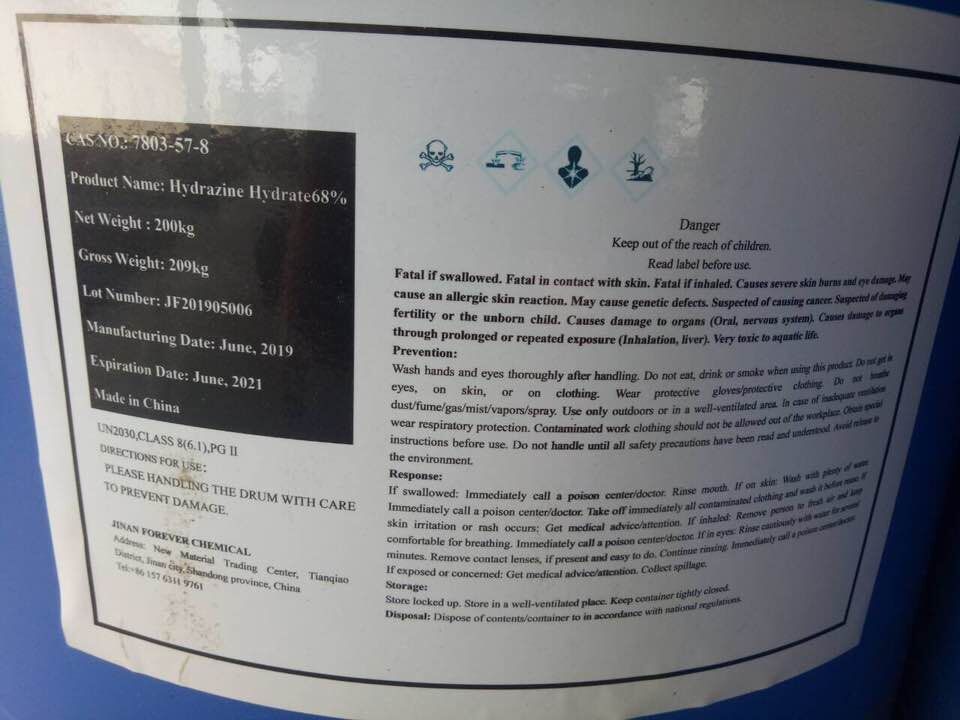 CAS NO.: 7803-57-8
Product Name: Hydrazine Hydrate68%
Net Weight : 200kg
Gross Weight: 209kg
Lot Number: JF201905006
Manufacturing Date: June, 2019
Expiration Date: June, 2021
Made in China
UN2030,CLASS 8(6.1),PG II
DIRECTIONS FOR USE:
PLEASE HANDLING THE DRUM WITH CARE
TO PREVENT DAMAGE.
JINAN FOREVER CHEMICAL
Address: New Material Trading Center, Tianqiao
District, Jinan city, Shandong province, China
Tel:+86 157 6311 9761
Danger
Keep out of the reach of children.
Read label before use.
Fatal if swallowed. Fatal in contact with skin. Fatal if inhaled. Causes severe skin burns and eye damage. May
cause an allergic skin reaction. May cause genetic defects. Suspected of causing cancer. Suspected of damaging
fertility or the unborn child. Causes damage to organs (Oral, nervous system). Causes damage to organs
through prolonged or repeated exposure (Inhalation, liver). Very toxic to aquatic life.
Prevention:
Wash hands and eyes thoroughly after handling. Do not eat, drink or smoke when using this product. Do not get in
eyes, on skin, or on clothing. Wear protective gloves/protective clothing. Do not breathe
dust/fume/gas/mist/vapors/spray. Use only outdoors or in a well-ventilated area. In case of inadequate ventilation
wear respiratory protection. Contaminated work clothing should not be allowed out of the workplace. Obtain special
instructions before use. Do not handle until all safety precautions have been read and understood. Avoid release to
the environment.
Response:
If swallowed: Immediately call a poison center/doctor. Rinse mouth. If on skin: Wash with plenty of water.
Immediately call a poison center/doctor. Take off immediately all contaminated clothing and wash it before reuse. If
skin irritation or rash occurs: Get medical advice/attention. If inhaled: Remove person to fresh air and keep
comfortable for breathing. Immediately call a poison center/doctor. If in eyes: Rinse cautiously with water for several
minutes. Remove contact lenses, if present and easy to do. Continue rinsing. Immediately call a poison center/doctor.
If exposed or concerned: Get medical advice/attention. Collect spillage.
Storage:
Store locked up. Store in a well-ventilated place. Keep container tightly closed.
Disposal: Dispose of contents/container to in accordance with national regulations.